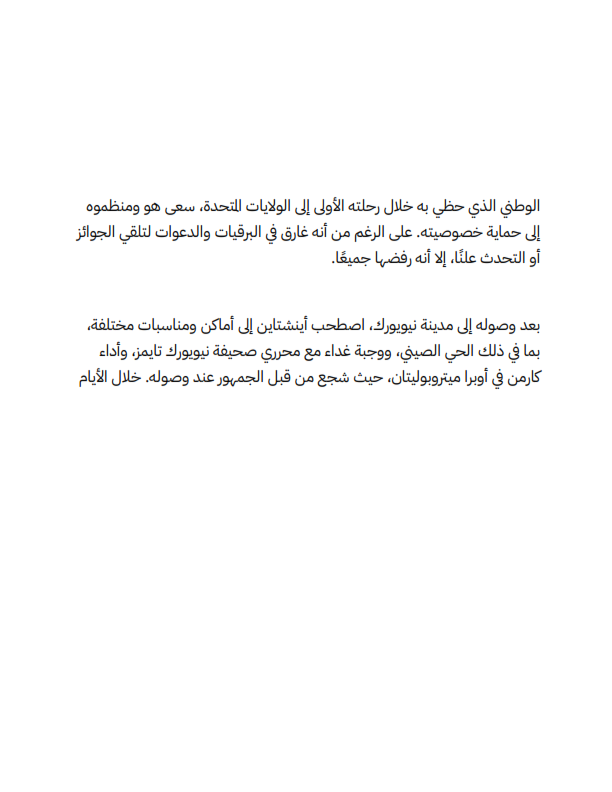 الوطني الذي حظي به خلال رحلته الأولى إلى الولايات المتحدة، سعى هو ومنظموه
إلى حماية خصوصيته. على الرغم من أنه غارق في البرقيات والدعوات لتلقي الجوائز
أو التحدث علنًا، إلا أنه رفضها جميعًا.
بعد وصوله إلى مدينة نيويورك، اصطحب أينشتاين إلى أماكن ومناسبات مختلفة،
بما في ذلك الحي الصيني، ووجبة غداء مع محرري صحيفة نيويورك تايمز، وأداء
كارمن في أوبرا ميتروبوليتان، حيث شجع من قبل الجمهور عند وصوله. خلال الأيام